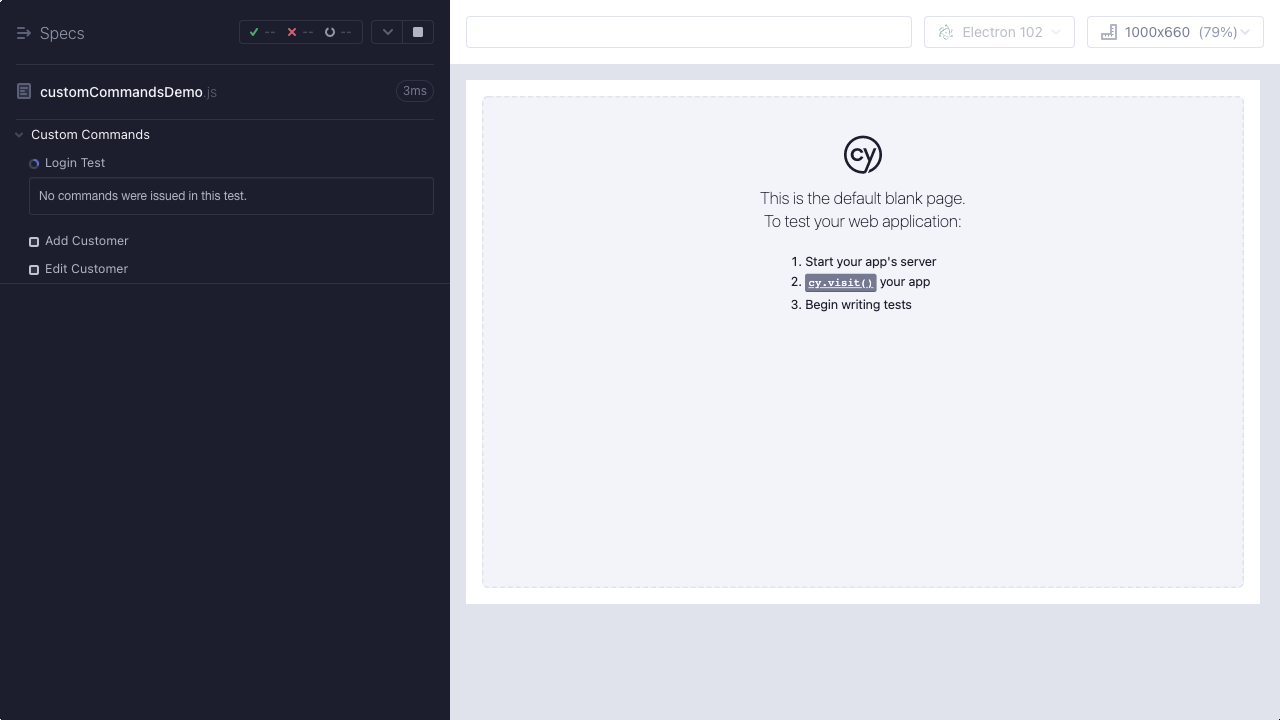 Specs
--
--
--
customCommandsDemo.js
3ms
Custom Commands
Login Test
No commands were issued in this test.
Add Customer
Edit Customer
Electron 102
1000x660 (79%)
cy
This is the default blank page.
To test your web application:
1. Start your app's server
2. cy.visit() your app
3. Begin writing tests